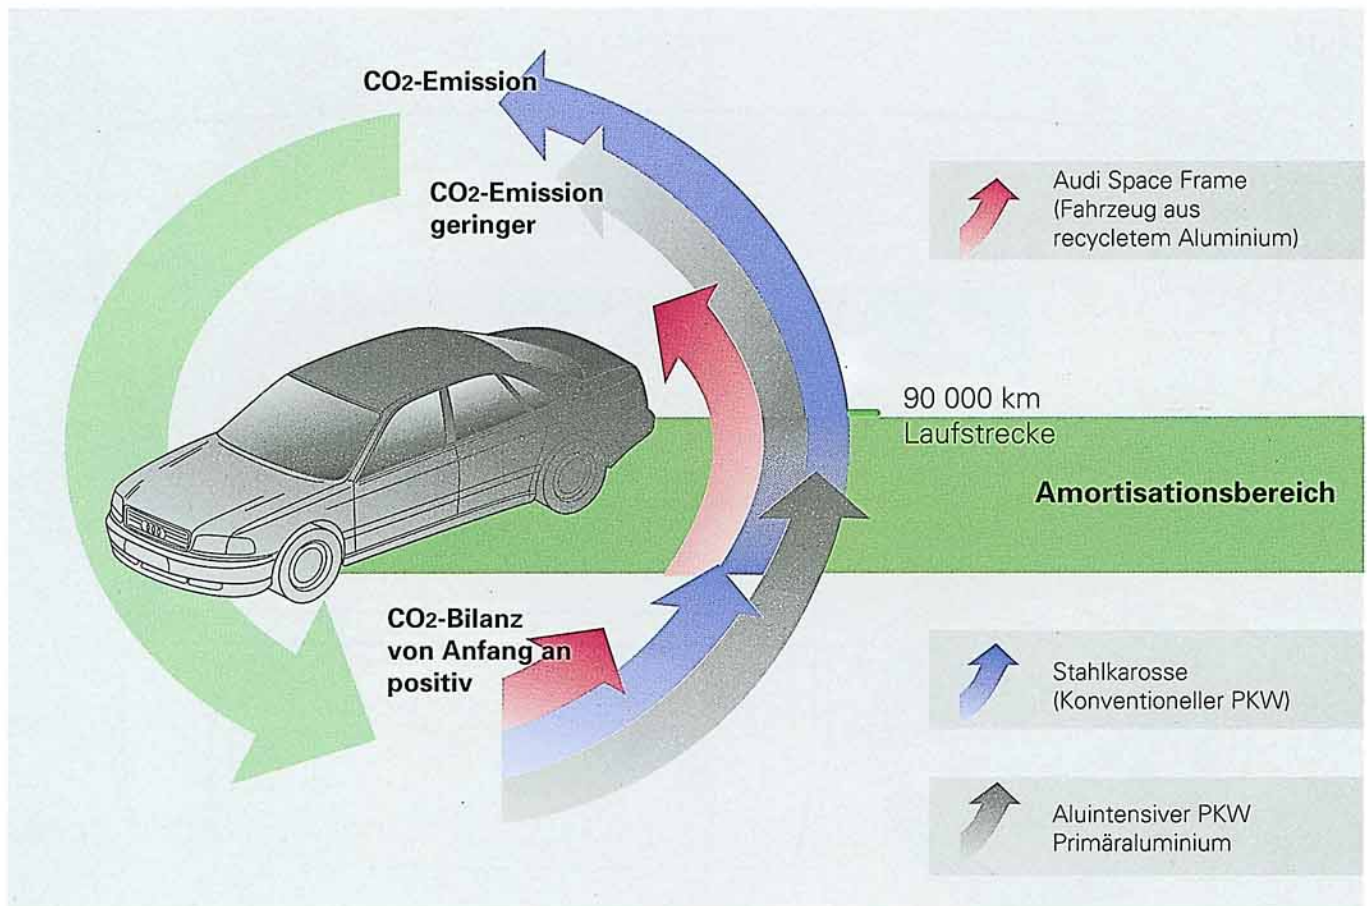 CO2-Emission
CO2-Emission
geringer
Audi Space Frame
(Fahrzeug aus
recycletem Aluminium)
90 000 km
Laufstrecke
Amortisationsbereich
CO2-Bilanz
von Anfang an
positiv
Stahlkarosse
(Konventioneller PKW)
Aluintensiver PKW
Primäraluminium